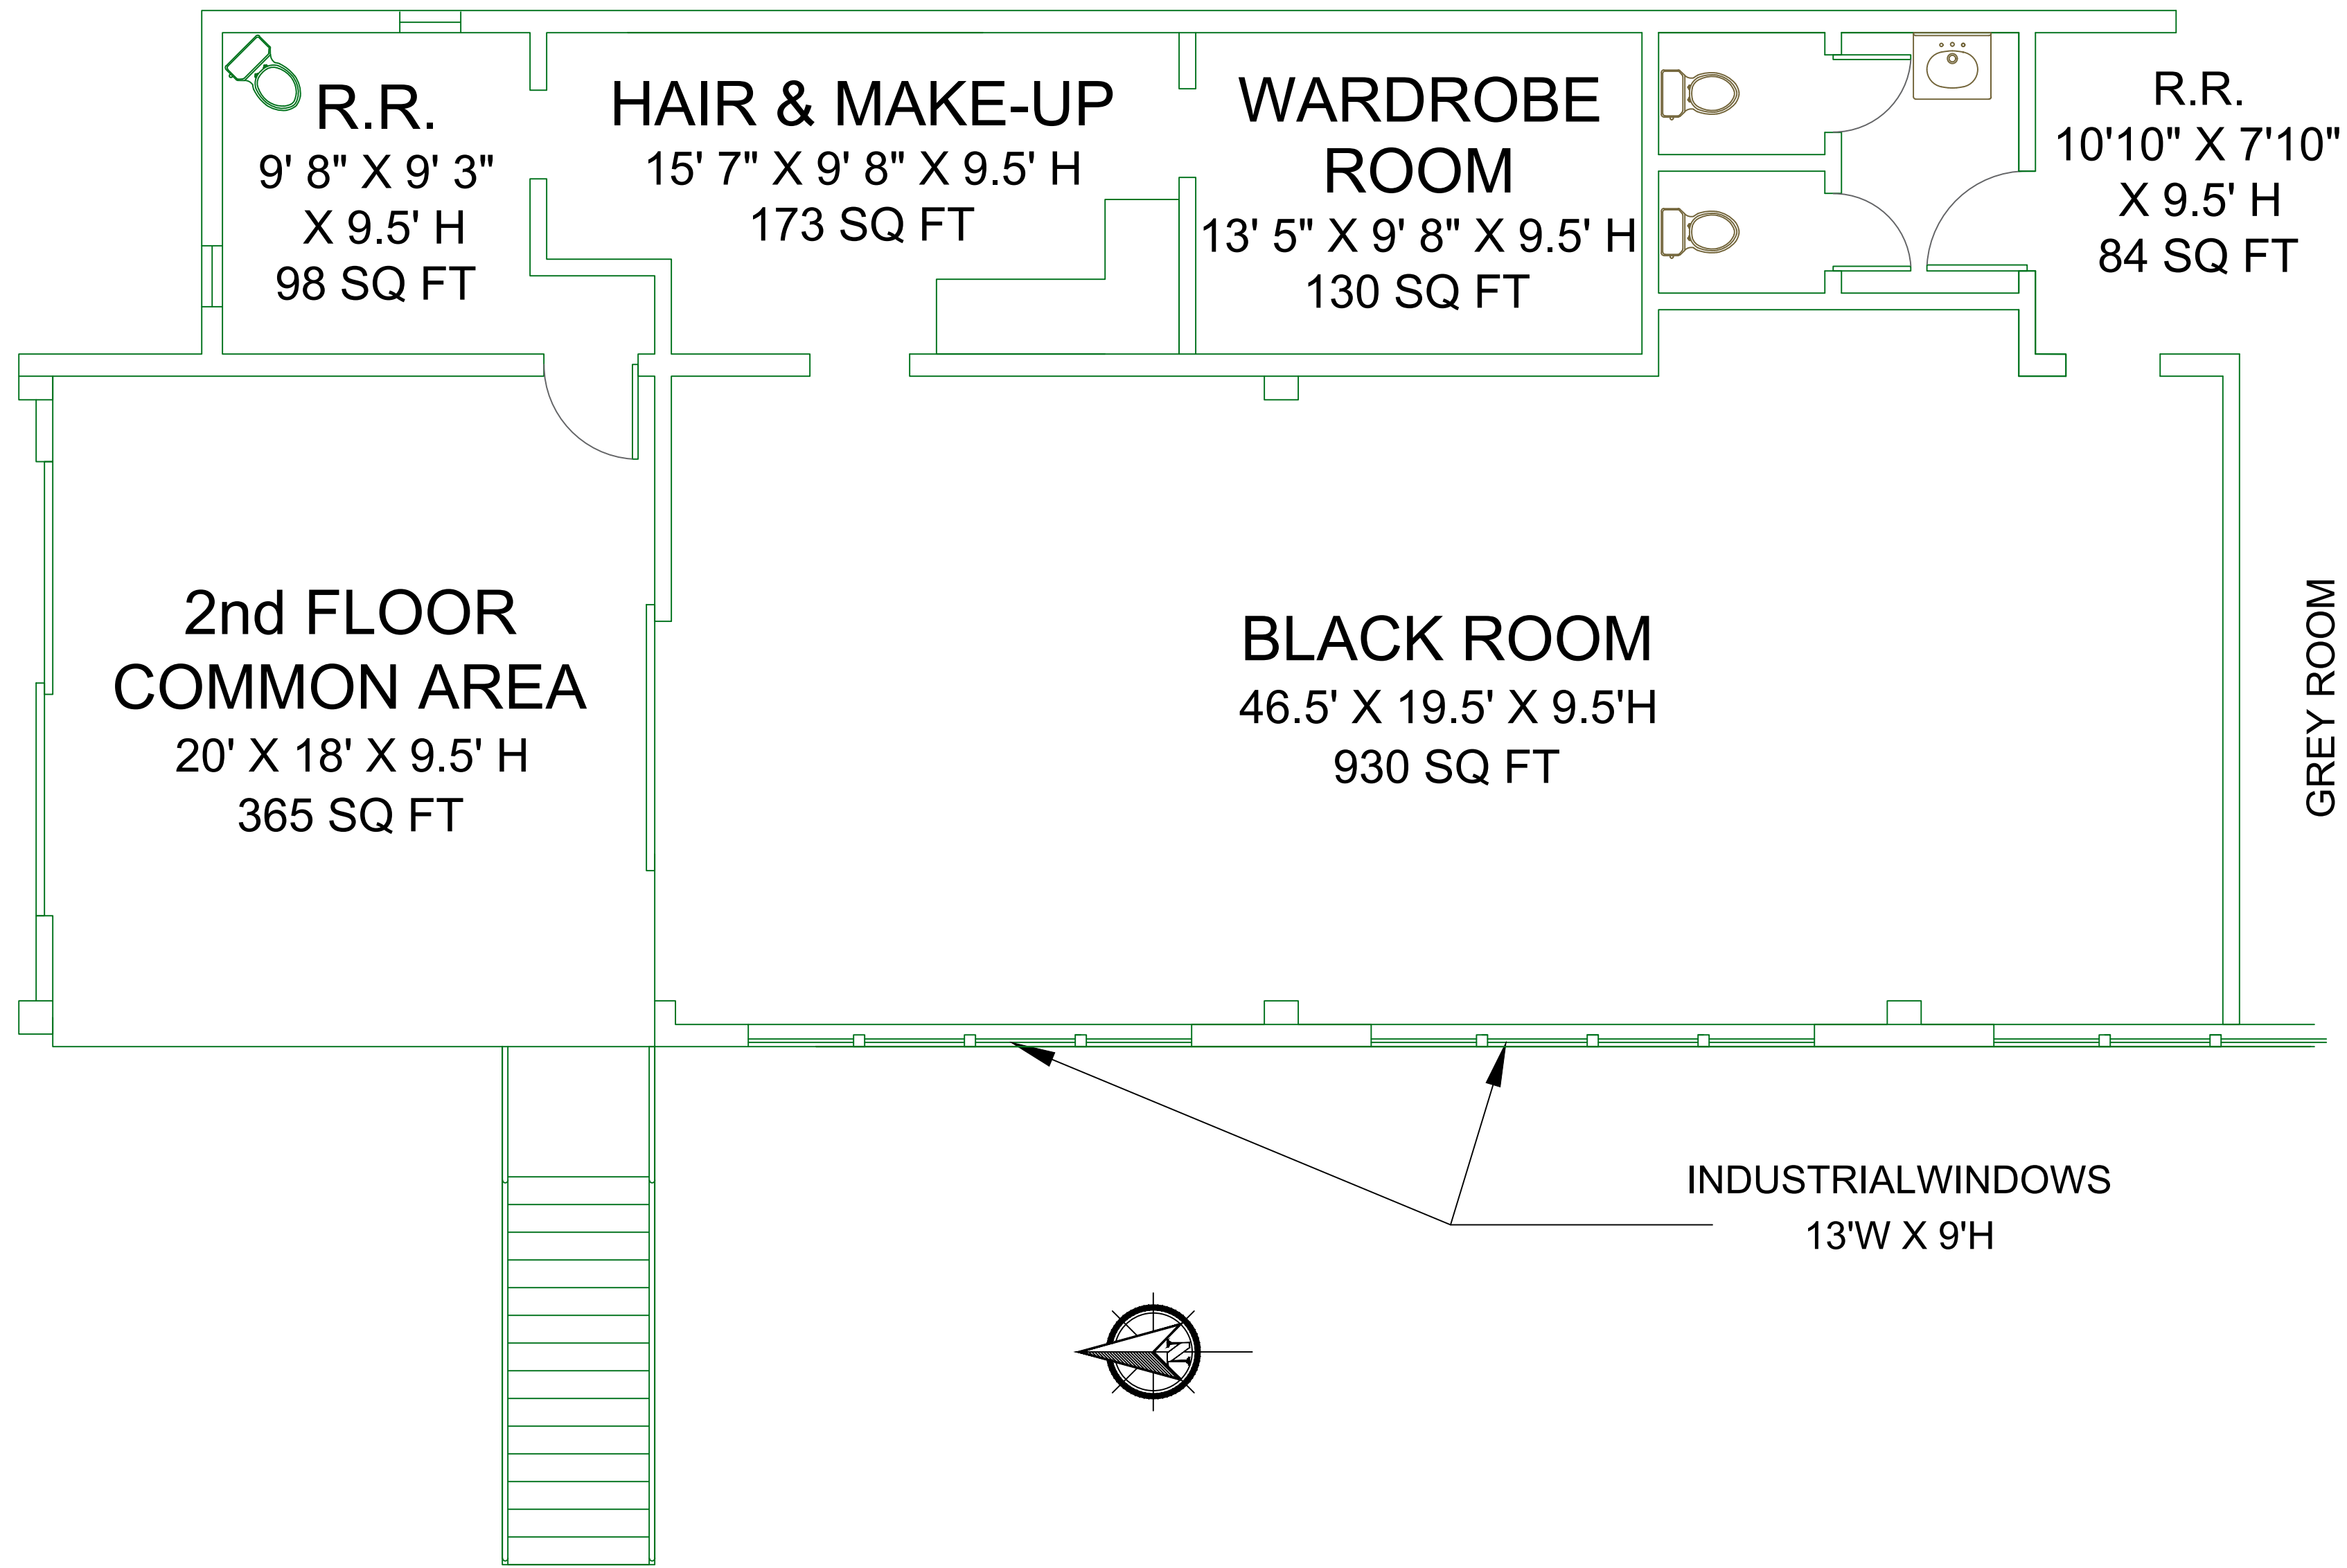 R.R.
9' 8" X 9' 3"
X 9.5' H
98 SQ FT
HAIR & MAKE-UP
15' 7" X 9' 8" X 9.5' H
173 SQ FT
WARDROBE
ROOM
13' 5" X 9' 8" X 9.5' H
130 SQ FT
R.R.
10'10" X 7'10"
X 9.5' H
84 SQ FT
2nd FLOOR
COMMON AREA
20' X 18' X 9.5' H
365 SQ FT
BLACK ROOM
46.5' X 19.5' X 9.5'H
930 SQ FT
GREY ROOM
INDUSTRIALWINDOWS
13'W X 9'H
N